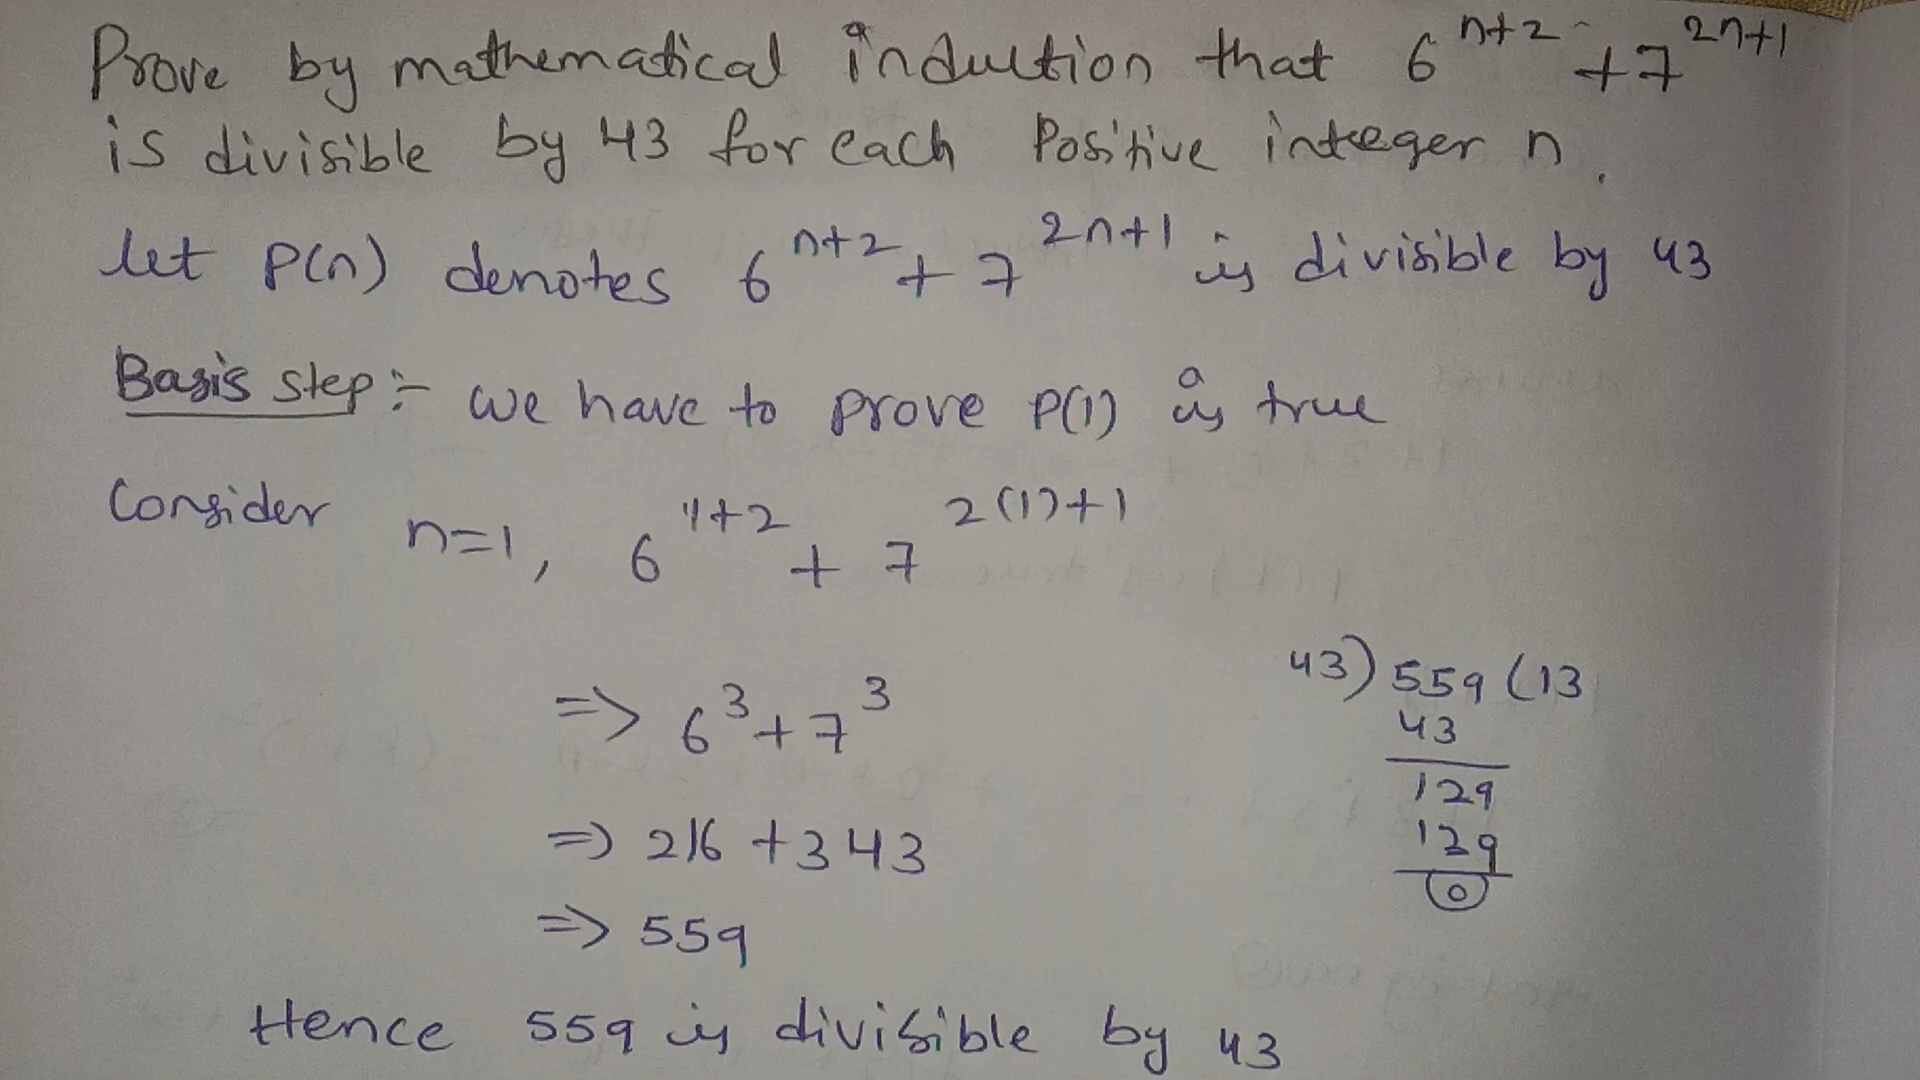 Prove by mathematical induction that 6^{n+2} + 7^{2n+1}
is divisible by 43 for each Positive integer n.
let P(n) denotes 6^{n+2} + 7^{2n+1} is divisible by 43
Basis step :- we have to prove P(1) is true
Consider n=1, 6^{1+2} + 7^{2(1)+1}
=> 6^3 + 7^3
43) 559 (13
43
129
=> 216 + 343
129
0
=> 559
Hence 559 is divisible by 43